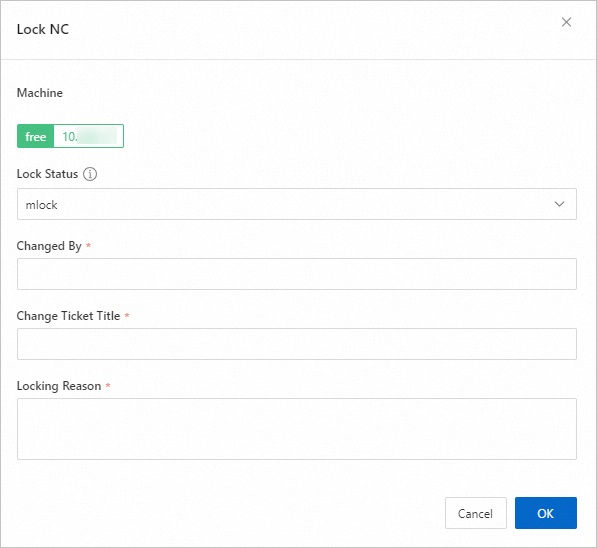 Lock NC
Machine
free 10.
Lock Status
mlock
Changed By *
Change Ticket Title *
Locking Reason *
Cancel OK